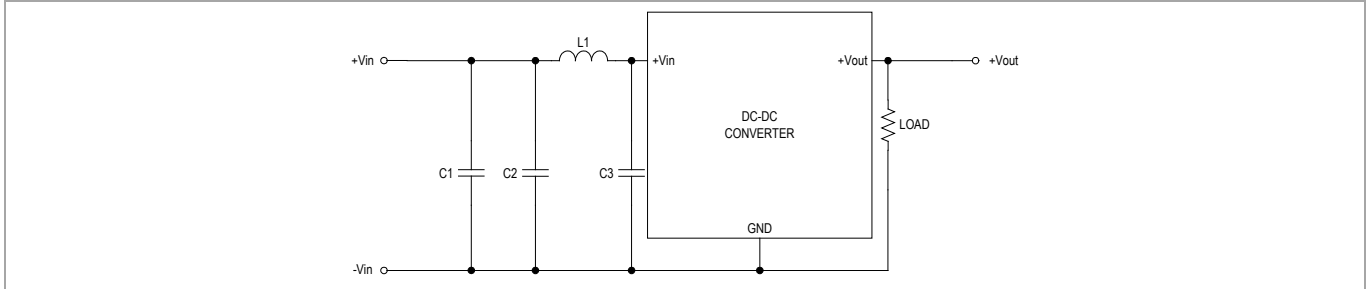 L1
+Vin
+Vin
+Vout
+Vout
DC-DC
CONVERTER
LOAD
C1
C2
C3
GND
-Vin